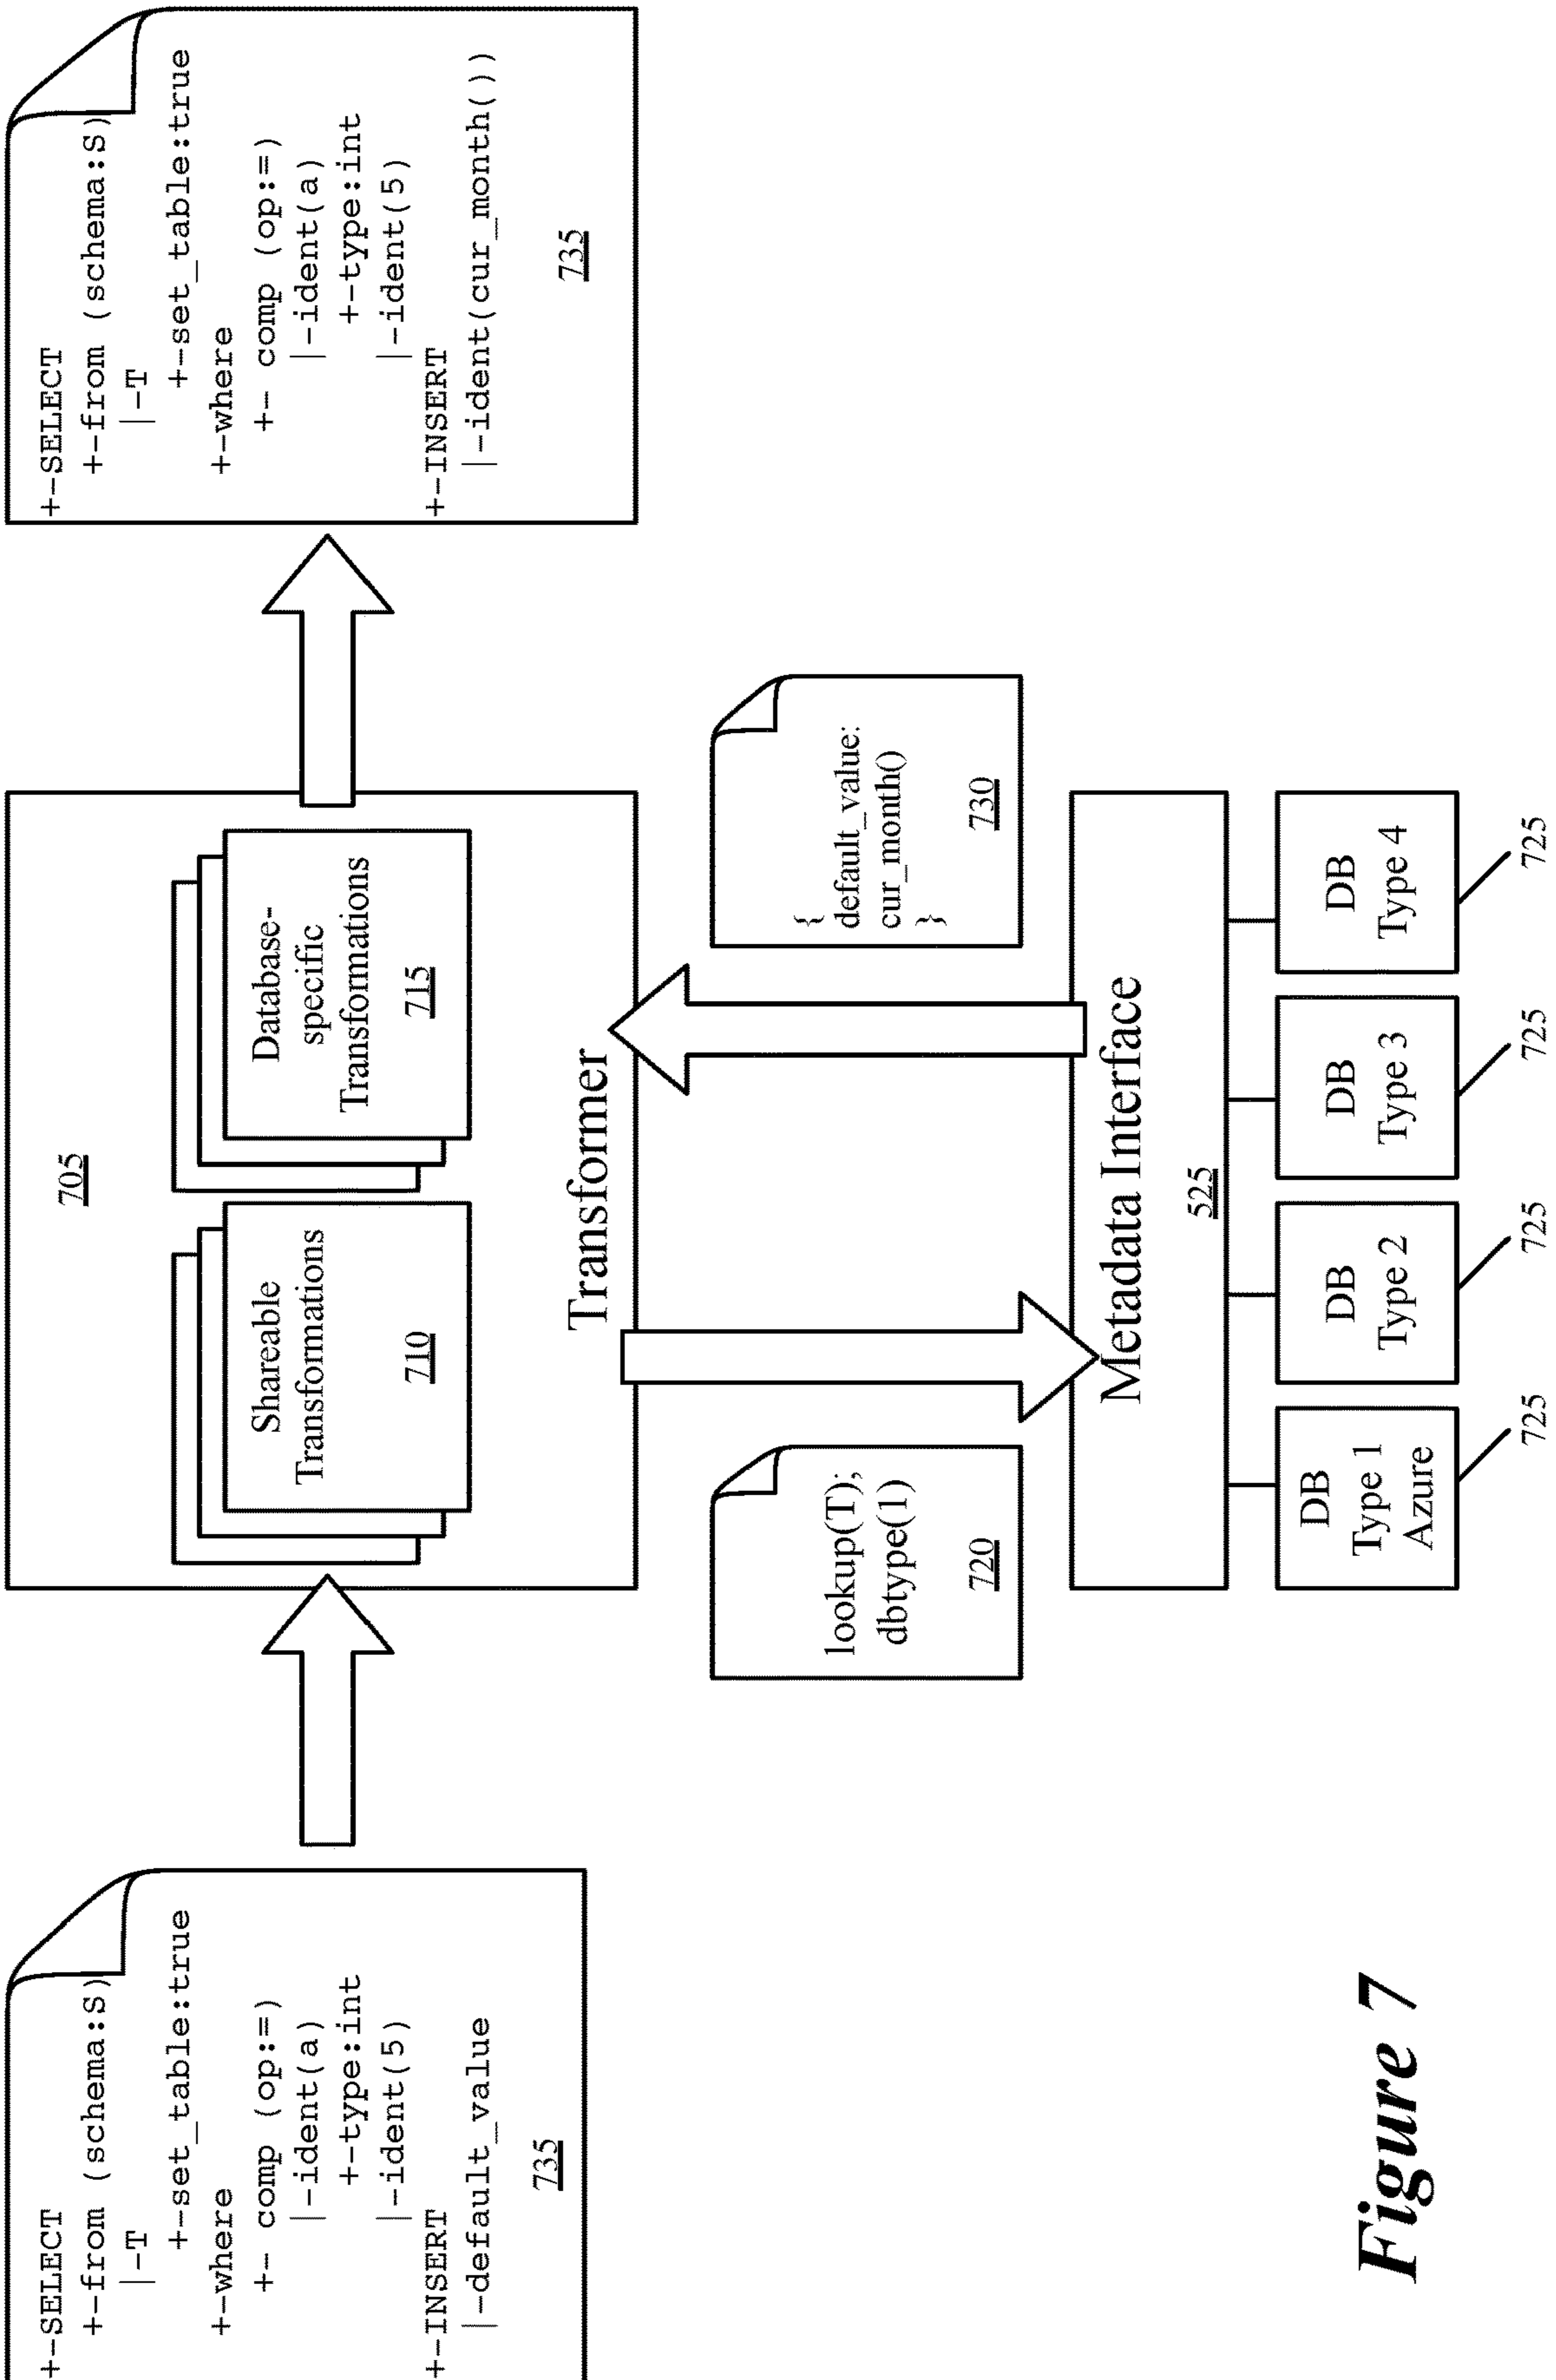 +-SELECT
+-from (schema:S)
|-T
+-set_table:true
+-where
+- comp (op:=)
|-ident(a)
+-type:int
|-ident(5)
+-INSERT
|-default_value
735
705
Shareable
Transformations
710
Database-
specific
Transformations
715
Transformer
+-SELECT
+-from (schema:S)
|-T
+-set_table:true
+-where
+- comp (op:=)
|-ident(a)
+-type:int
|-ident(5)
+-INSERT
|-ident(cur_month())
735
lookup(T);
dbtype(1)
720
{
default_value:
cur_month()
}
730
Metadata Interface
525
DB
Type 1
Azure
725
DB
Type 2
725
DB
Type 3
725
DB
Type 4
725
Figure 7